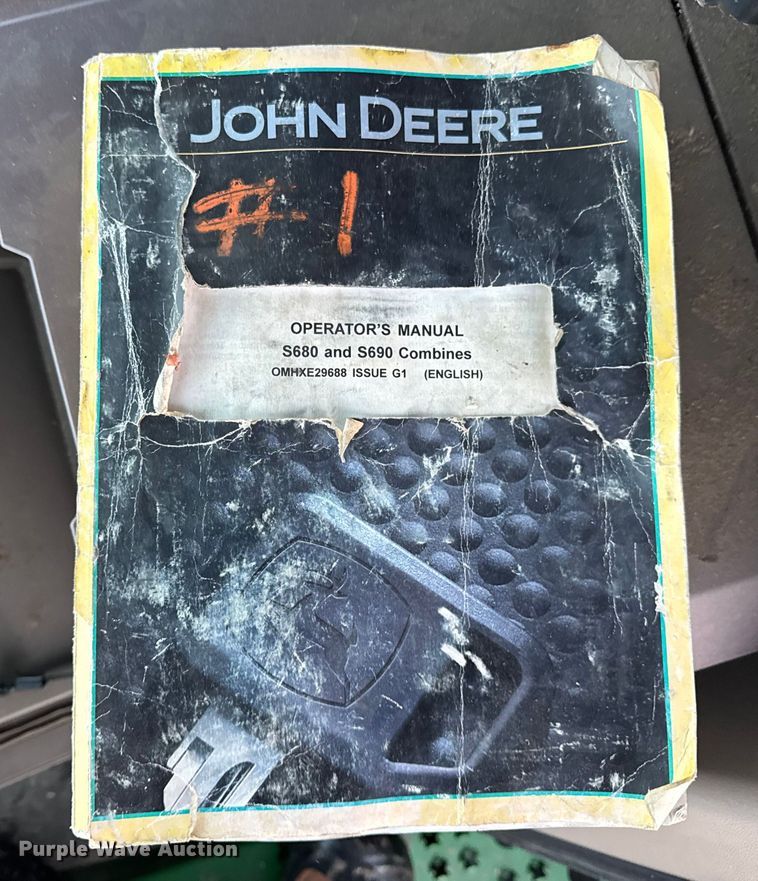 JOHN DEERE
#1
OPERATOR'S MANUAL
S680 and S690 Combines
OMHXE29688 ISSUE G1 (ENGLISH)
Purple Wave Auction